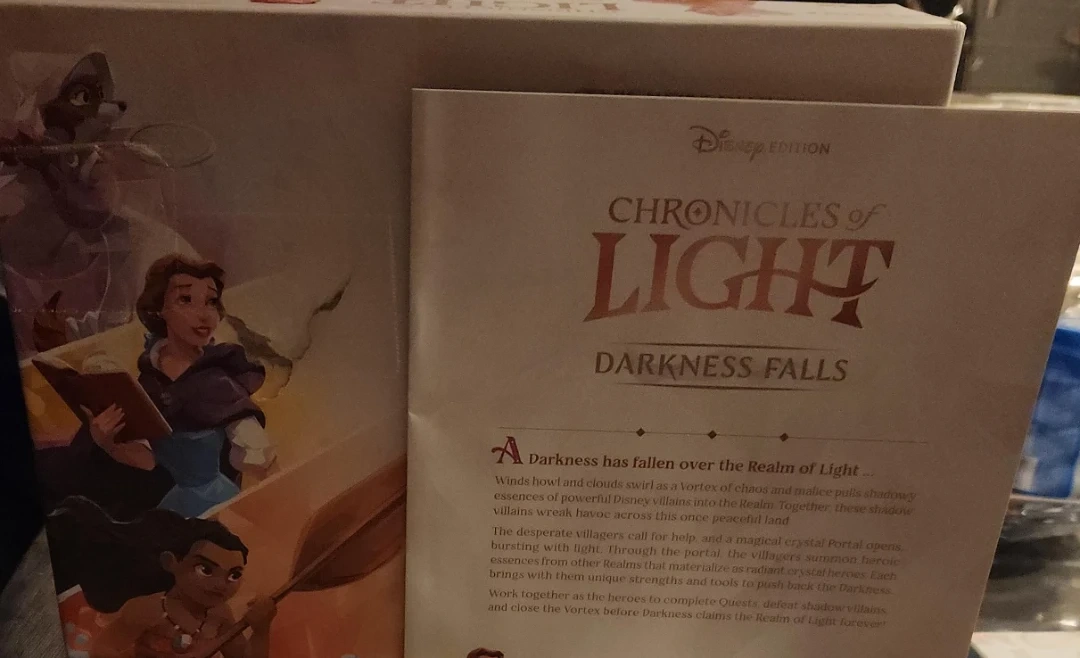 LIGHT
Disney EDITION
CHRONICLES of
LIGHT
DARKNESS FALLS
A Darkness has fallen over the Realm of Light ...
Winds howl and clouds swirl as a Vortex of chaos and malice pulls shadowy
essences of powerful Disney villains into the Realm. Together, these shadow
villains wreak havoc across this once peaceful land.
The desperate villagers call for help, and a magical crystal Portal opens,
bursting with light. Through the portal, the villagers summon heroic
essences from other Realms that materialize as radiant crystal heroes. Each
brings with them unique strengths and tools to push back the Darkness.
Work together as the heroes to complete Quests, defeat shadow villains,
and close the Vortex before Darkness claims the Realm of Light forever!